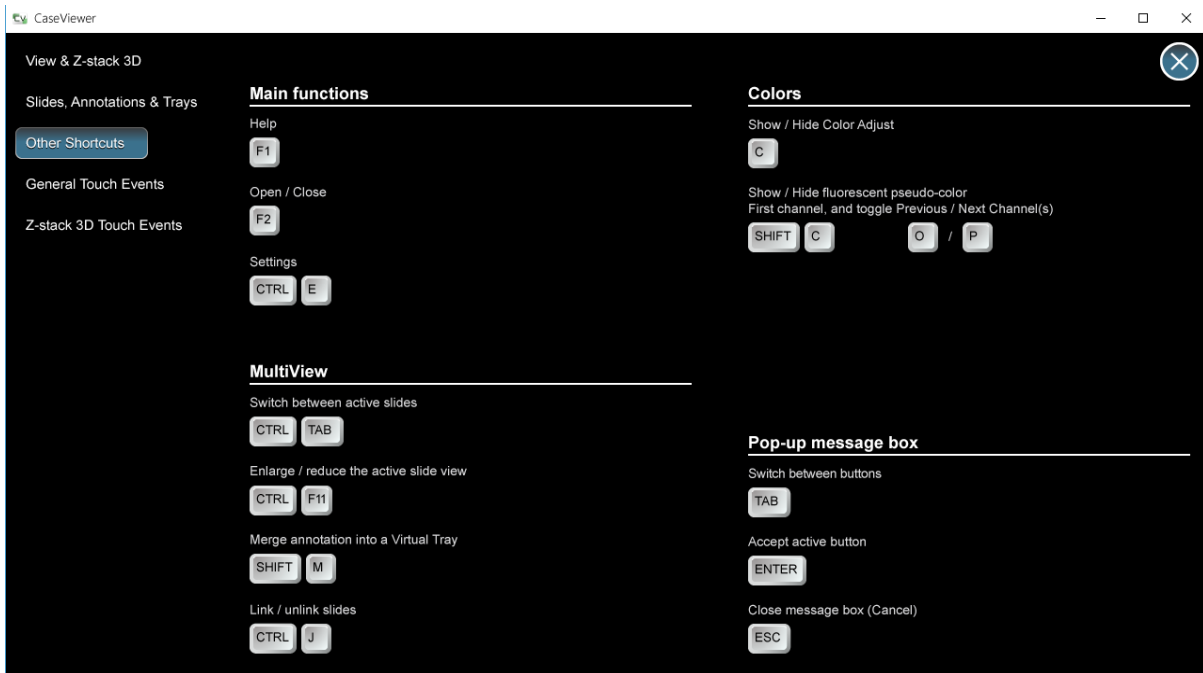 CaseViewer
View & Z-stack 3D
Slides, Annotations & Trays
Other Shortcuts
General Touch Events
Z-stack 3D Touch Events
Main functions
Help
F1
Open / Close
F2
Settings
CTRL E
MultiView
Switch between active slides
CTRL TAB
Enlarge / reduce the active slide view
CTRL F11
Merge annotation into a Virtual Tray
SHIFT M
Link / unlink slides
CTRL J
Colors
Show / Hide Color Adjust
C
Show / Hide fluorescent pseudo-color
First channel, and toggle Previous / Next Channel(s)
SHIFT C O / P
Pop-up message box
Switch between buttons
TAB
Accept active button
ENTER
Close message box (Cancel)
ESC